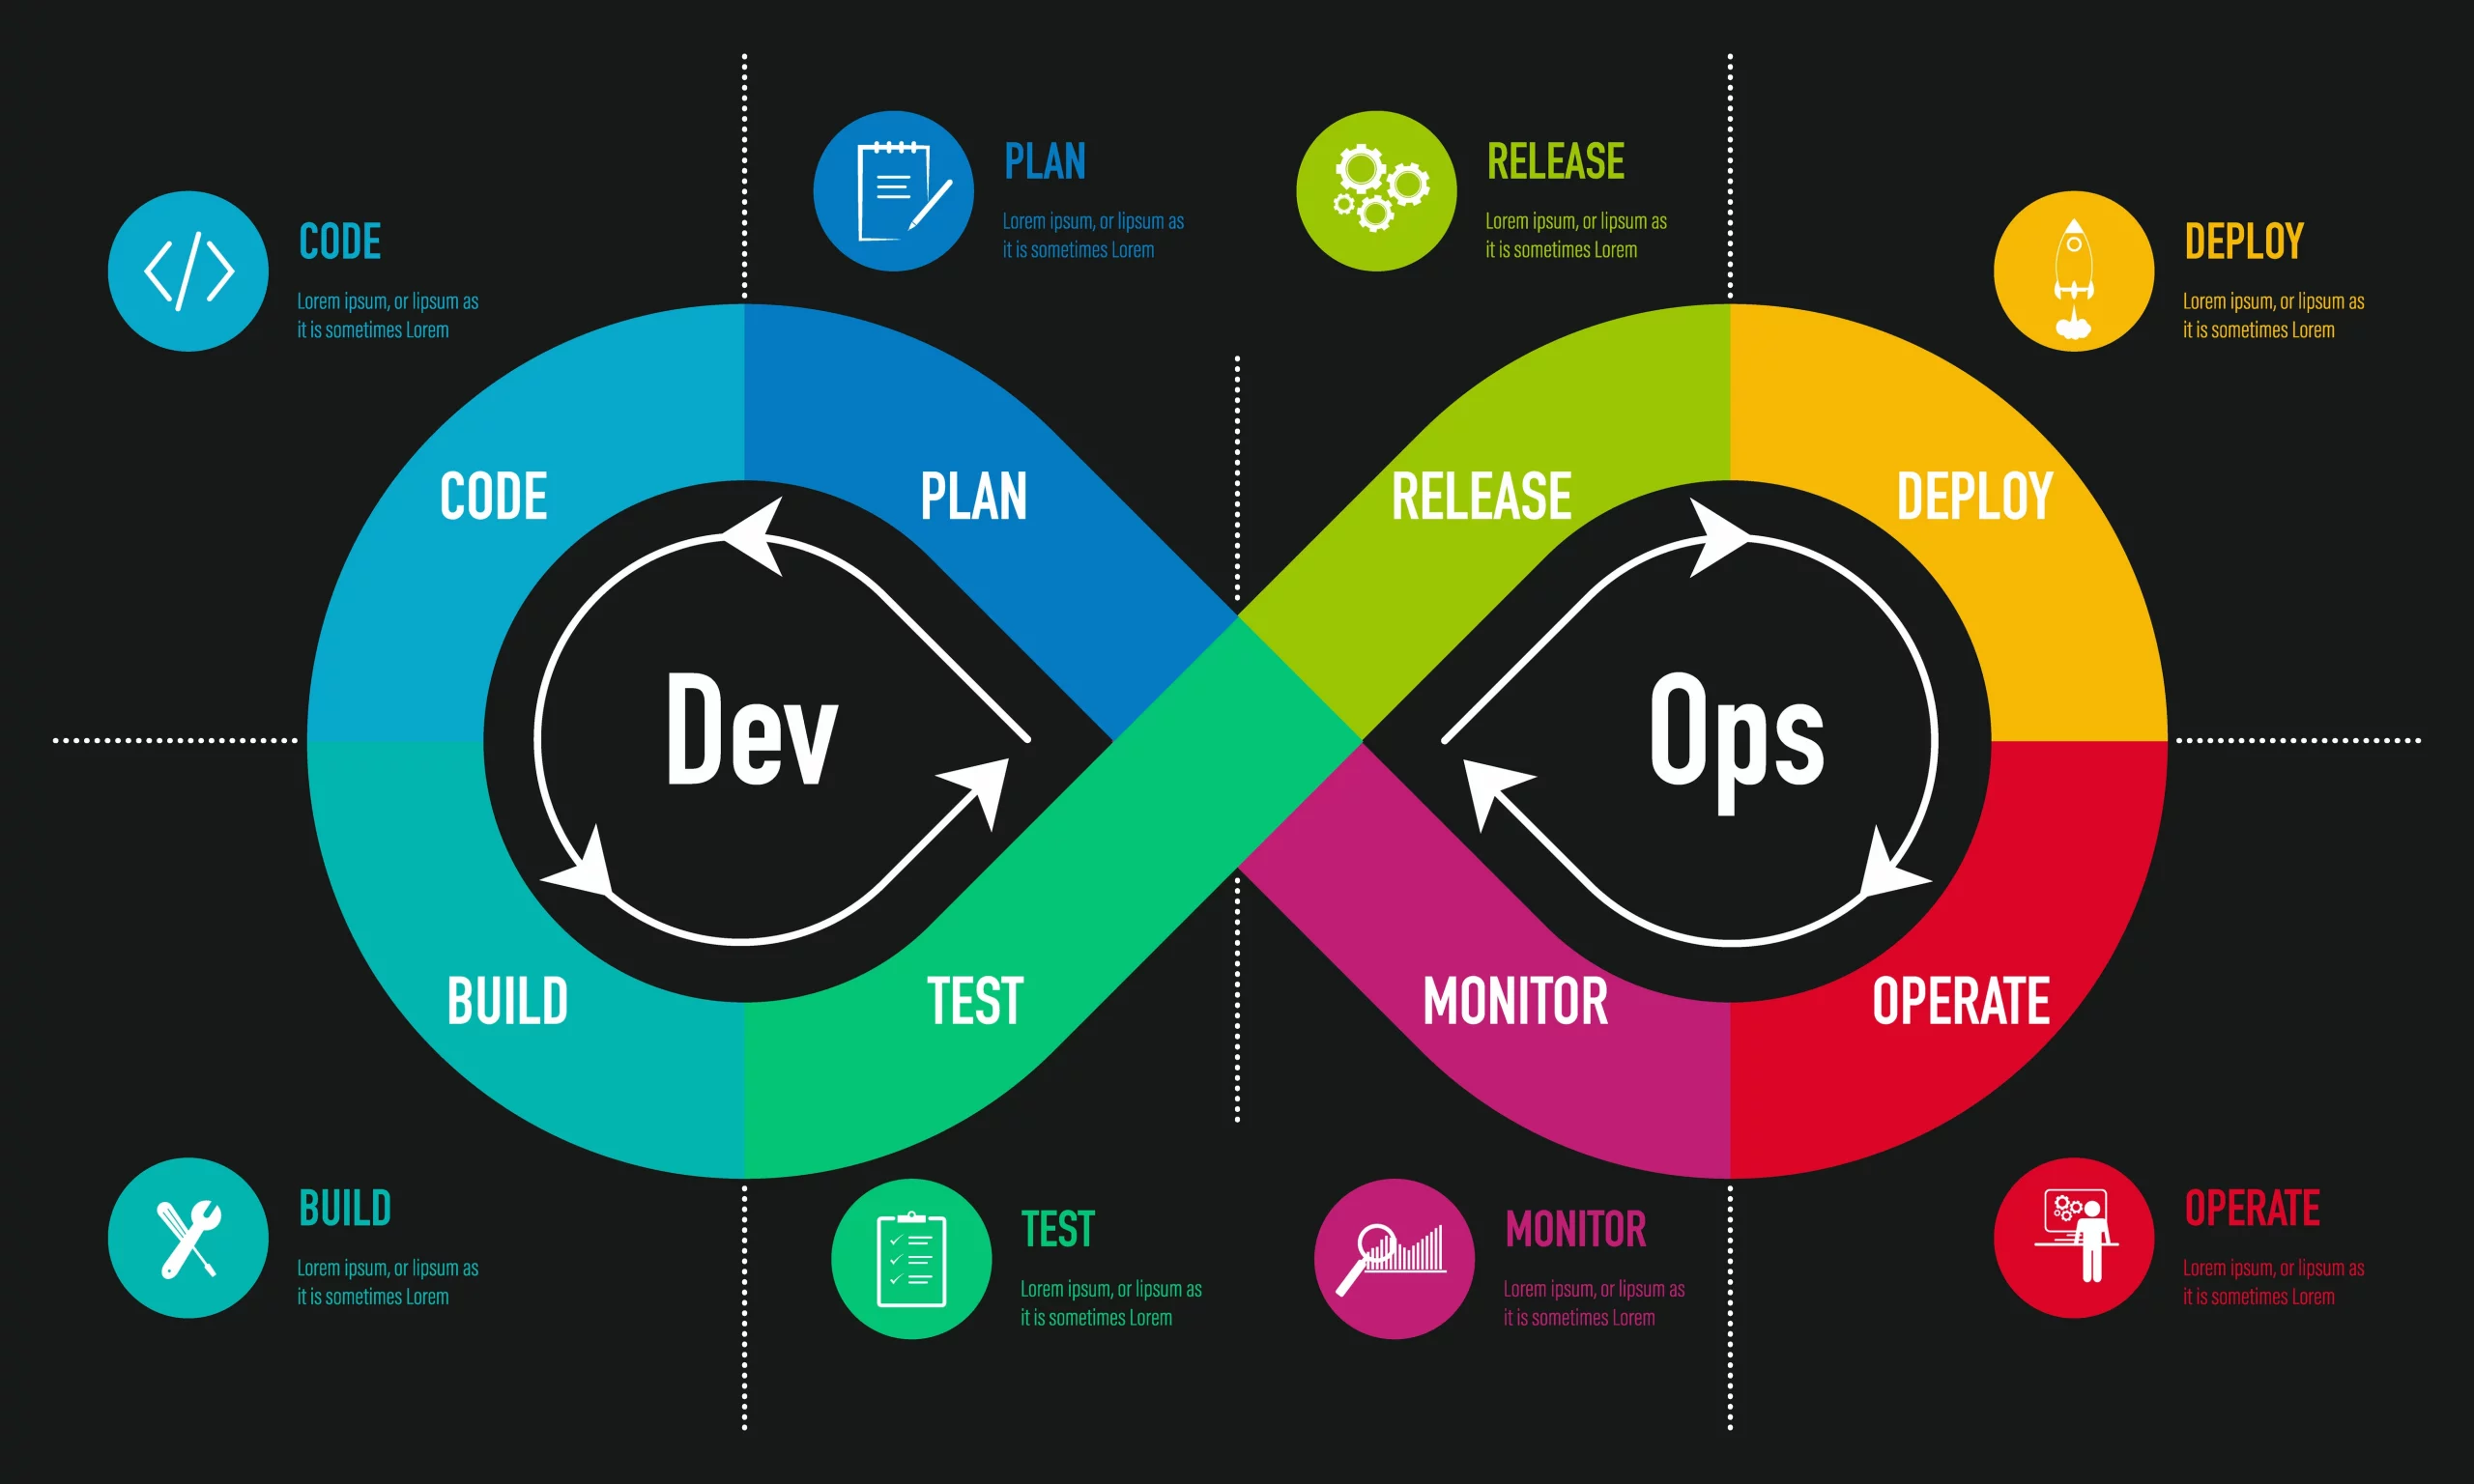 CODE
Lorem ipsum, or lipsum as
it is sometimes Lorem
PLAN
Lorem ipsum, or lipsum as
it is sometimes Lorem
RELEASE
Lorem ipsum, or lipsum as
it is sometimes Lorem
DEPLOY
Lorem ipsum, or lipsum as
it is sometimes Lorem
CODE
PLAN
RELEASE
DEPLOY
Dev
Ops
BUILD
TEST
MONITOR
OPERATE
BUILD
Lorem ipsum, or lipsum as
it is sometimes Lorem
TEST
Lorem ipsum, or lipsum as
it is sometimes Lorem
MONITOR
Lorem ipsum, or lipsum as
it is sometimes Lorem
OPERATE
Lorem ipsum, or lipsum as
it is sometimes Lorem